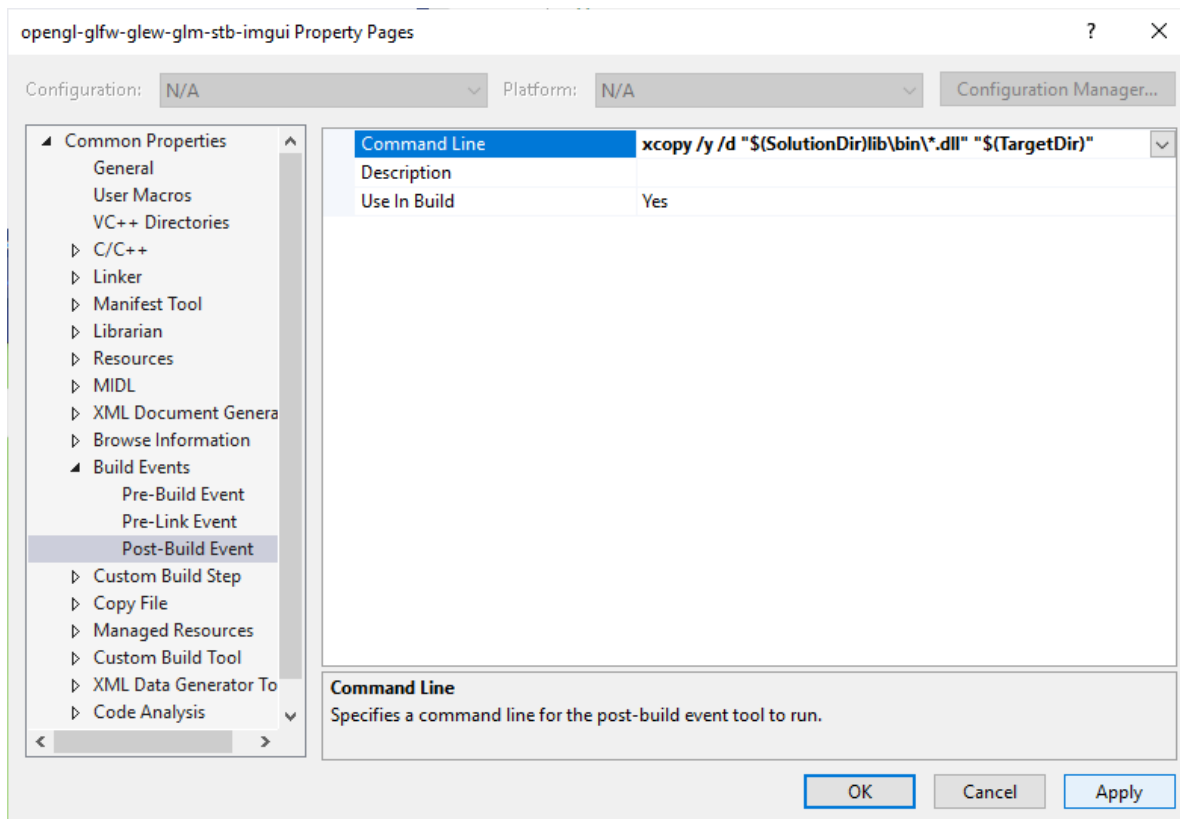 opengl-glfw-glew-glm-stb-imgui Property Pages
?
Configuration:
N/A
Platform:
N/A
Configuration Manager...
Common Properties
General
User Macros
VC++ Directories
C/C++
Linker
Manifest Tool
Librarian
Resources
MIDL
XML Document Genera
Browse Information
Build Events
Pre-Build Event
Pre-Link Event
Post-Build Event
Custom Build Step
Copy File
Managed Resources
Custom Build Tool
XML Data Generator To
Code Analysis
Command Line xcopy /y /d "$(SolutionDir)lib\bin\*.dll" "$(TargetDir)"
Description
Use In Build Yes
Command Line
Specifies a command line for the post-build event tool to run.
OK
Cancel
Apply